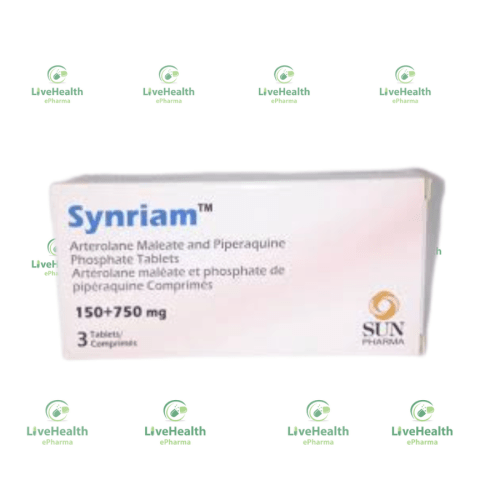 LiveHealth LiveHealth LiveHealth LiveHealth
ePharma ePharma ePharma ePharma
Synriam™
Arterolane Maleate and Piperaquine
Phosphate Tablets
Artérolane maléate et phosphate de
pipéraquine Comprimés
150+750 mg
3 Tablets/
Comprimés
SUN
PHARMA
LiveHealth LiveHealth LiveHealth LiveHealth
ePharma ePharma ePharma ePharma